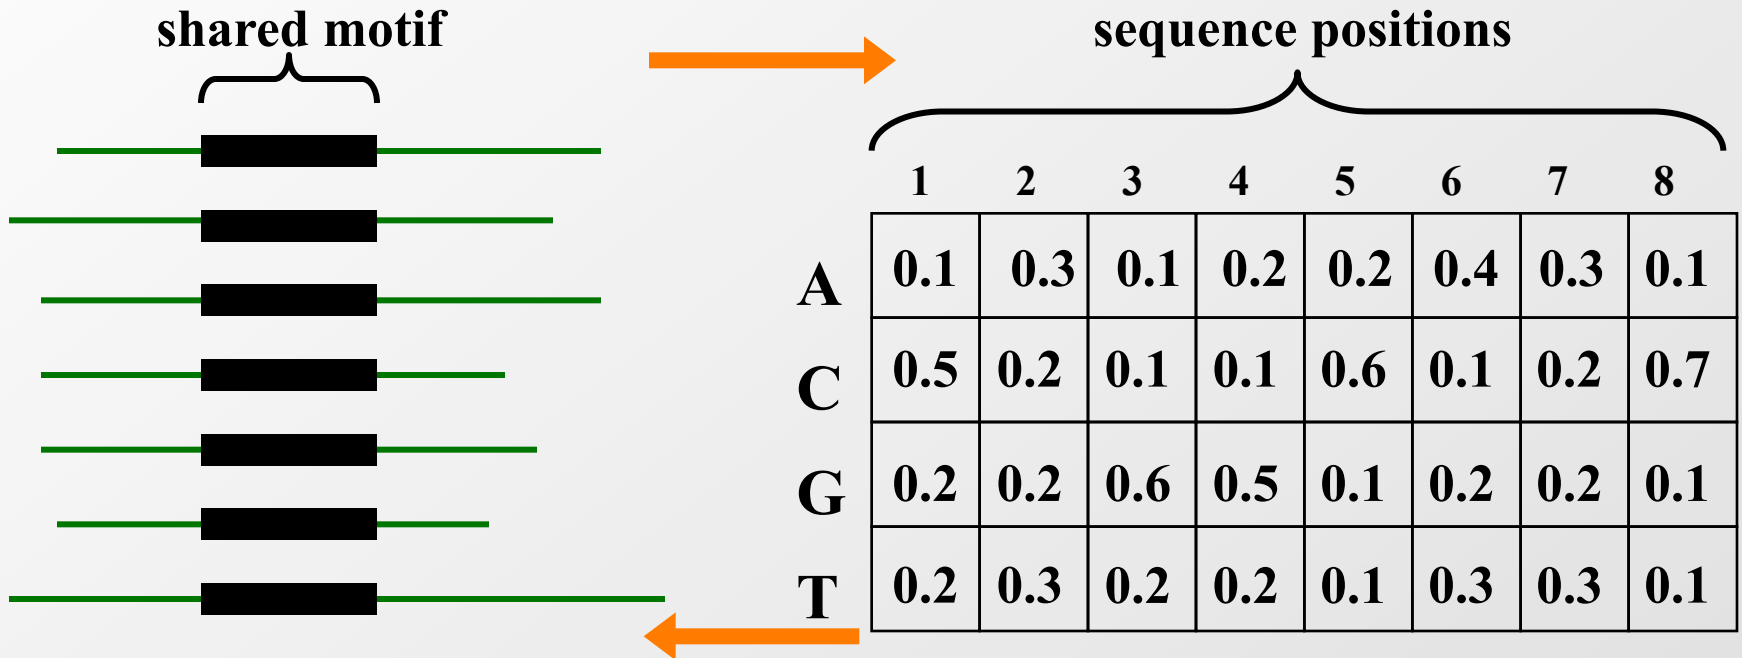 shared motif
sequence positions
1 2 3 4 5 6 7 8
A 0.1 0.3 0.1 0.2 0.2 0.4 0.3 0.1
C 0.5 0.2 0.1 0.1 0.6 0.1 0.2 0.7
G 0.2 0.2 0.6 0.5 0.1 0.2 0.2 0.1
T 0.2 0.3 0.2 0.2 0.1 0.3 0.3 0.1